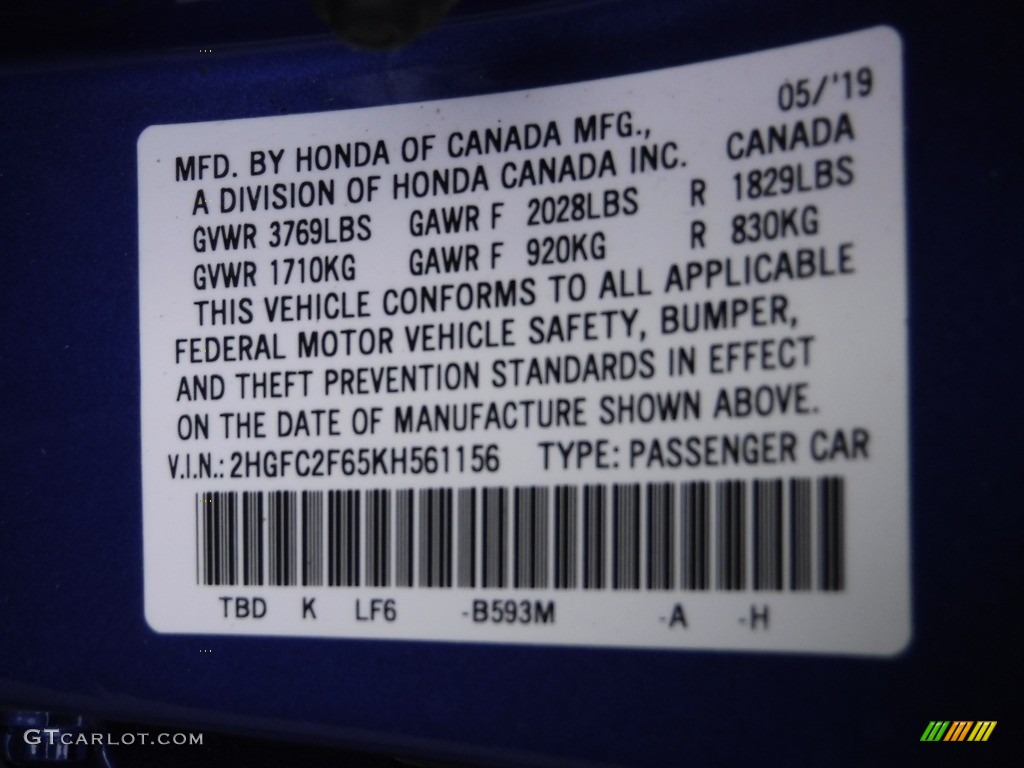 05/'19
MFD. BY HONDA OF CANADA MFG.,
A DIVISION OF HONDA CANADA INC. CANADA
GVWR 3769LBS GAWR F 2028LBS R 1829LBS
GVWR 1710KG GAWR F 920KG R 830KG
THIS VEHICLE CONFORMS TO ALL APPLICABLE
FEDERAL MOTOR VEHICLE SAFETY, BUMPER,
AND THEFT PREVENTION STANDARDS IN EFFECT
ON THE DATE OF MANUFACTURE SHOWN ABOVE.
V.I.N.: 2HGFC2F65KH561156 TYPE: PASSENGER CAR
TBD K LF6 -B593M -A -H
GTCARLOT.COM